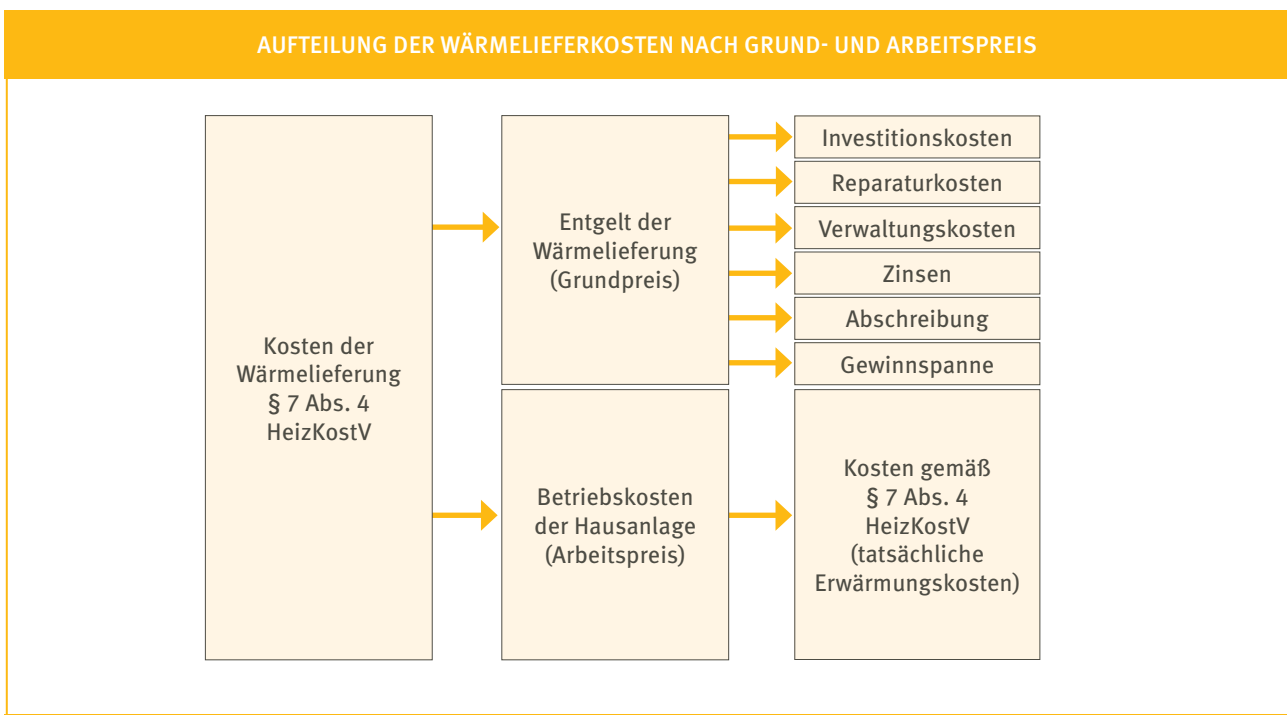 AUFTEILUNG DER WÄRMELIEFERKOSTEN NACH GRUND- UND ARBEITSPREIS
Kosten der
Wärmelieferung
§ 7 Abs. 4
HeizKostV
Entgelt der
Wärmelieferung
(Grundpreis)
Investitionskosten
Reparaturkosten
Verwaltungskosten
Zinsen
Abschreibung
Gewinnspanne
Betriebskosten
der Hausanlage
(Arbeitspreis)
Kosten gemäß
§ 7 Abs. 4
HeizKostV
(tatsächliche
Erwärmungskosten)